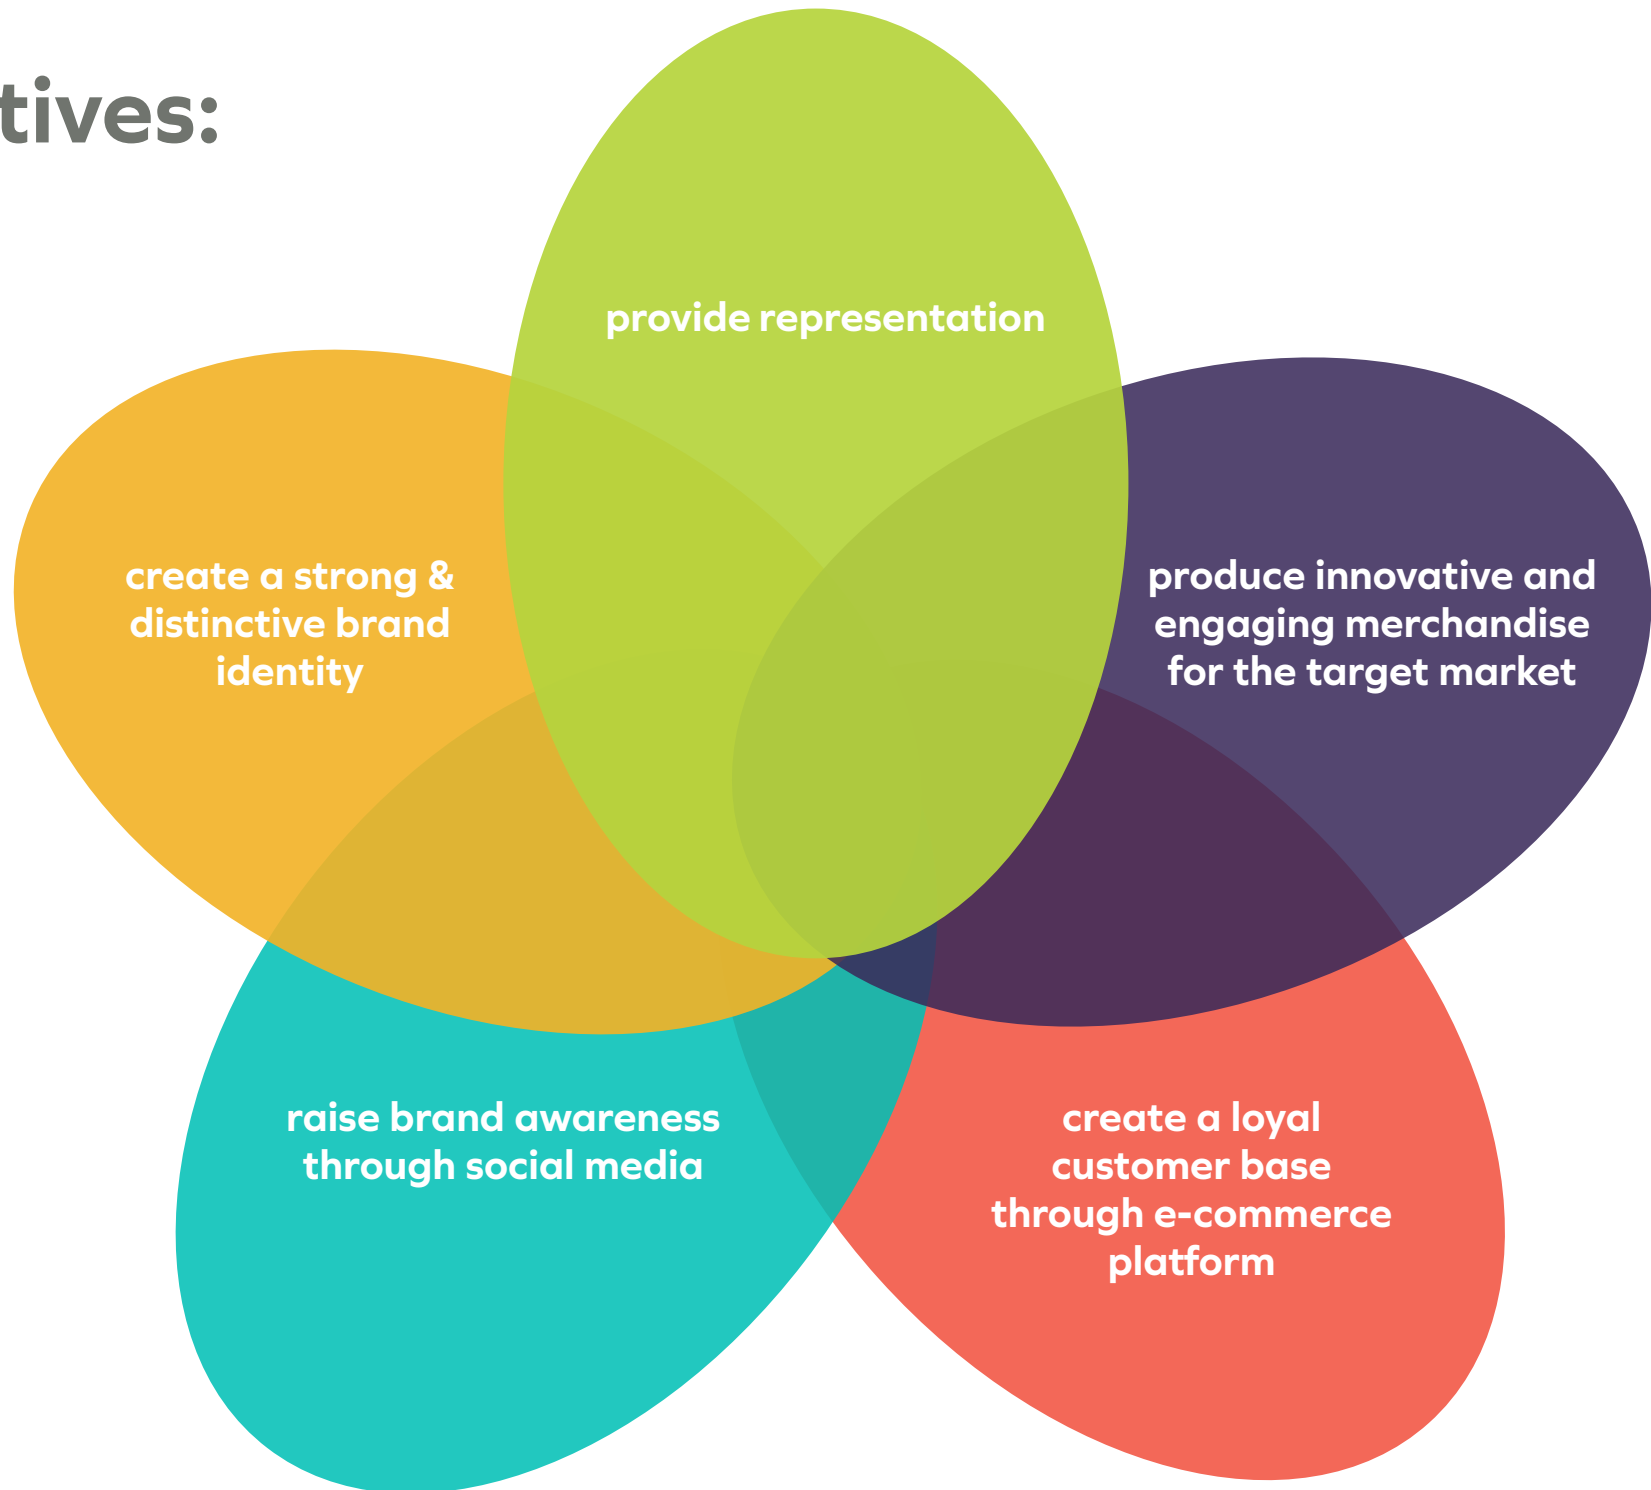 tives:
provide representation
create a strong &
distinctive brand
identity
produce innovative and
engaging merchandise
for the target market
raise brand awareness
through social media
create a loyal
customer base
through e-commerce
platform